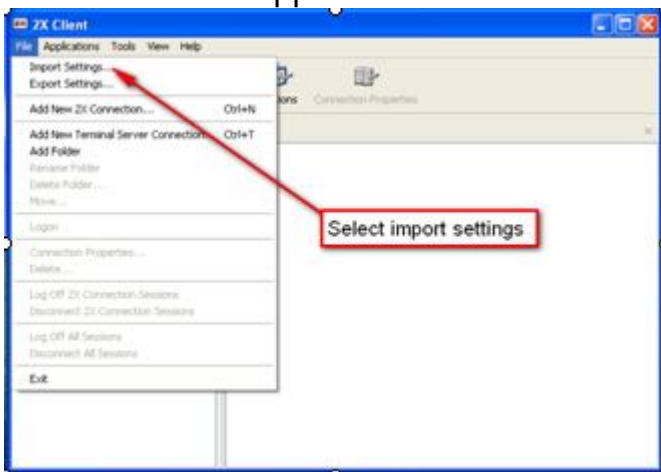 2X Client
File Applications Tools View Help
Import Settings...
Export Settings...
Add New 2X Connection... Ctrl+N
Add New Terminal Server Connection Ctrl+T
Add Folder
Rename Folder
Delete Folder...
Move...
Logon
Connection Properties...
Delete...
Log Off 2X Connection Sessions
Disconnect 2X Connection Sessions
Log Off All Sessions
Disconnect All Sessions
Exit
Connection Properties
Select import settings